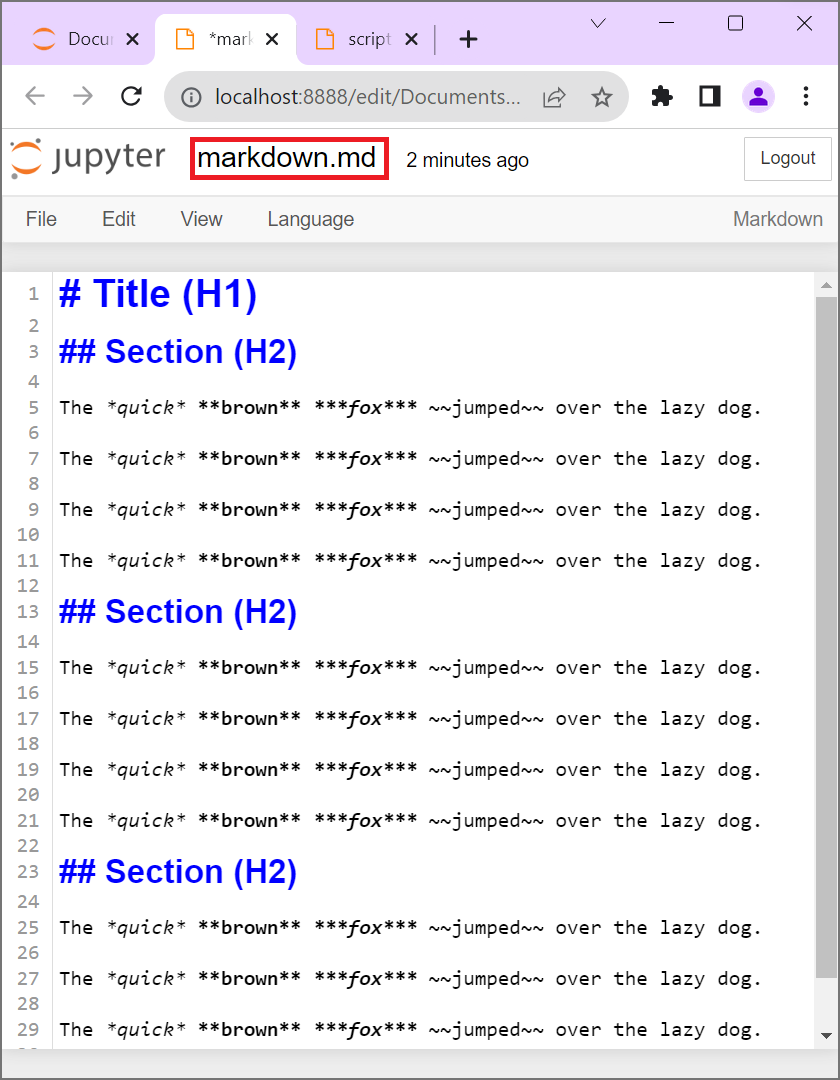 Docu
*mark
script
localhost:8888/edit/Documents...
jupyter markdown.md 2 minutes ago Logout
File Edit View Language Markdown
1 # Title (H1)
2
3 ## Section (H2)
4
5 The *quick* **brown** ***fox*** ~~jumped~~ over the lazy dog.
6
7 The *quick* **brown** ***fox*** ~~jumped~~ over the lazy dog.
8
9 The *quick* **brown** ***fox*** ~~jumped~~ over the lazy dog.
10
11 The *quick* **brown** ***fox*** ~~jumped~~ over the lazy dog.
12
13 ## Section (H2)
14
15 The *quick* **brown** ***fox*** ~~jumped~~ over the lazy dog.
16
17 The *quick* **brown** ***fox*** ~~jumped~~ over the lazy dog.
18
19 The *quick* **brown** ***fox*** ~~jumped~~ over the lazy dog.
20
21 The *quick* **brown** ***fox*** ~~jumped~~ over the lazy dog.
22
23 ## Section (H2)
24
25 The *quick* **brown** ***fox*** ~~jumped~~ over the lazy dog.
26
27 The *quick* **brown** ***fox*** ~~jumped~~ over the lazy dog.
28
29 The *quick* **brown** ***fox*** ~~jumped~~ over the lazy dog.